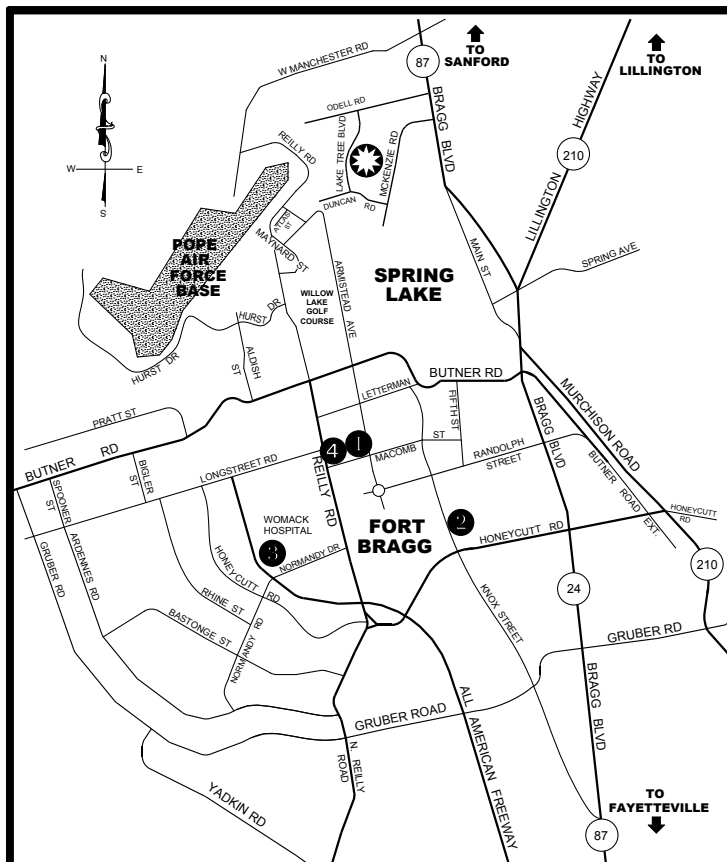 TO
SANFORD
TO
LILLINGTON
87
W MANCHESTER RD
BRAGG BLVD
LILLINGTON HIGHWAY
210
N
W
E
S
ODELL RD
REILLY RD
LAKE TREE BLVD
MCKENZIE RD
DUNCAN RD
ATLAS ST
MAYNARD ST
POPE
AIR
FORCE
BASE
SPRING
LAKE
MAIN ST
SPRING AVE
ARMISTEAD AVE
WILLOW
LAKE
GOLF
COURSE
HURST DR
HURST DR
ALDISH ST
BUTNER RD
LETTERMAN
FIFTH ST
PRATT ST
BUTNER RD
BIGLER ST
LONGSTREET RD
4
1
MACOMB ST
RANDOLPH STREET
BRAGG BLVD
MURCHISON ROAD
BUTNER ROAD EXT.
HONEYCUTT RD
SPOONER ST
ARDENNES RD
GRUBER RD
REILLY RD
FORT
BRAGG
2
HONEYCUTT RD
WOMACK
HOSPITAL
3
NORMANDY DR
HONEYCUTT RD
RHINE ST
BASTONGE ST
NORMANDY RD
210
24
KNOX STREET
GRUBER RD
GRUBER ROAD
N. REILLY ROAD
ALL AMERICAN FREEWAY
BRAGG BLVD
YADKIN RD
TO
FAYETTEVILLE
87